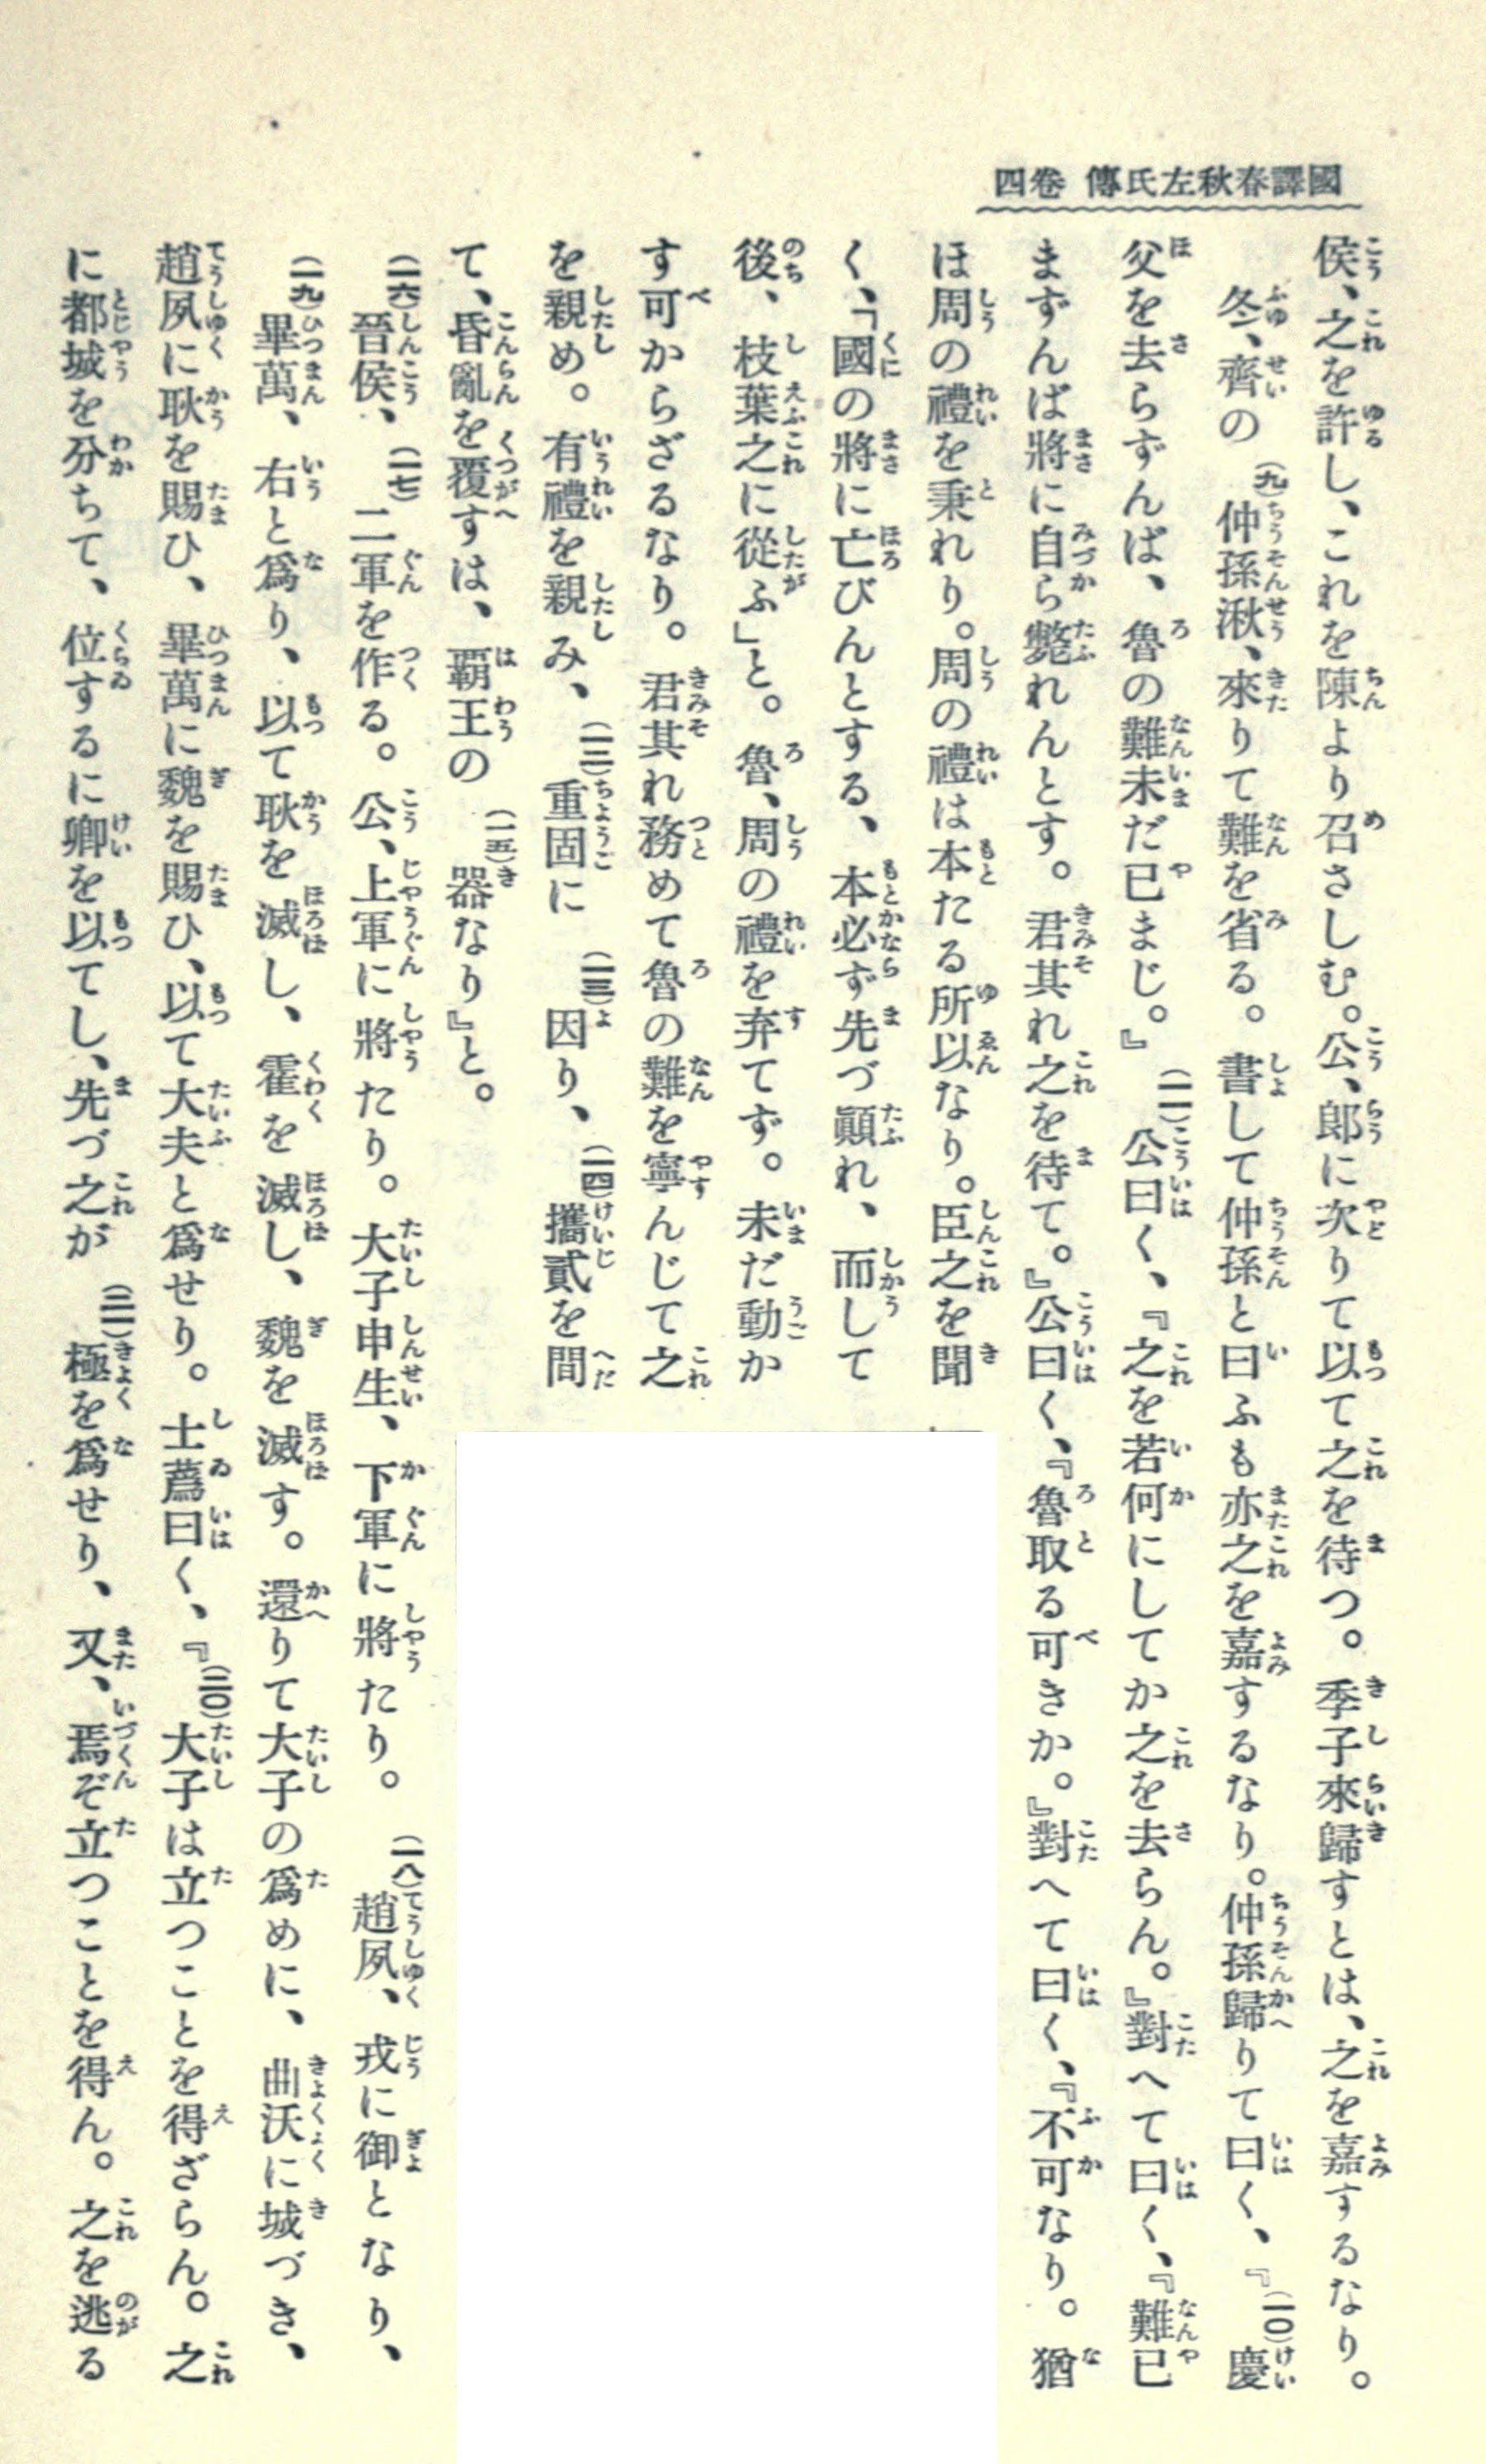 國譯春秋左氏傳 卷四
侯、之を許し、これを陳より召さしむ。公、郎に次りて以て之を待つ。季子來歸すとは、之を嘉するなり。
冬、齊の(九)仲孫湫、來りて難を省る。書して仲孫と曰ふも亦之を嘉するなり。仲孫歸りて曰く、『(一〇)慶
父を去らずんば、魯の難未だ已まじ。』(一一)公曰く、『之を若何にしてか之を去らん。』對へて曰く、『難已
まずんば將に自ら斃れんとす。君其れ之を待て。』公曰く、『魯取る可きか。』對へて曰く、『不可なり。猶
ほ周の禮を秉れり。周の禮は本たる所以なり。臣之を聞
く、「國の將に亡びんとする、本必ず先づ顚れ、而して
後、枝葉之に從ふ」と。魯、周の禮を弃てず。未だ動か
す可からざるなり。君其れ務めて魯の難を寧んじて之
を親め。有禮を親み、(一二)重固に(一三)因り、(一四)攜貳を間
て、昏亂を覆すは、覇王の(一五)器なり』と。
(一六)晉侯、(一七)二軍を作る。公、上軍に將たり。大子申生、下軍に將たり。(一八)趙夙、戎に御となり、
(一九)畢萬、右と爲り、以て耿を滅し、霍を滅し、魏を滅す。還りて大子の爲めに、曲沃に城づき、
趙夙に耿を賜ひ、畢萬に魏を賜ひ、以て大夫と爲せり。士蔿曰く、『(二〇)大子は立つことを得ざらん。之
に都城を分ちて、位するに卿を以てし、先づ之が(二一)極を爲せり、又、焉ぞ立つことを得ん。之を逃る